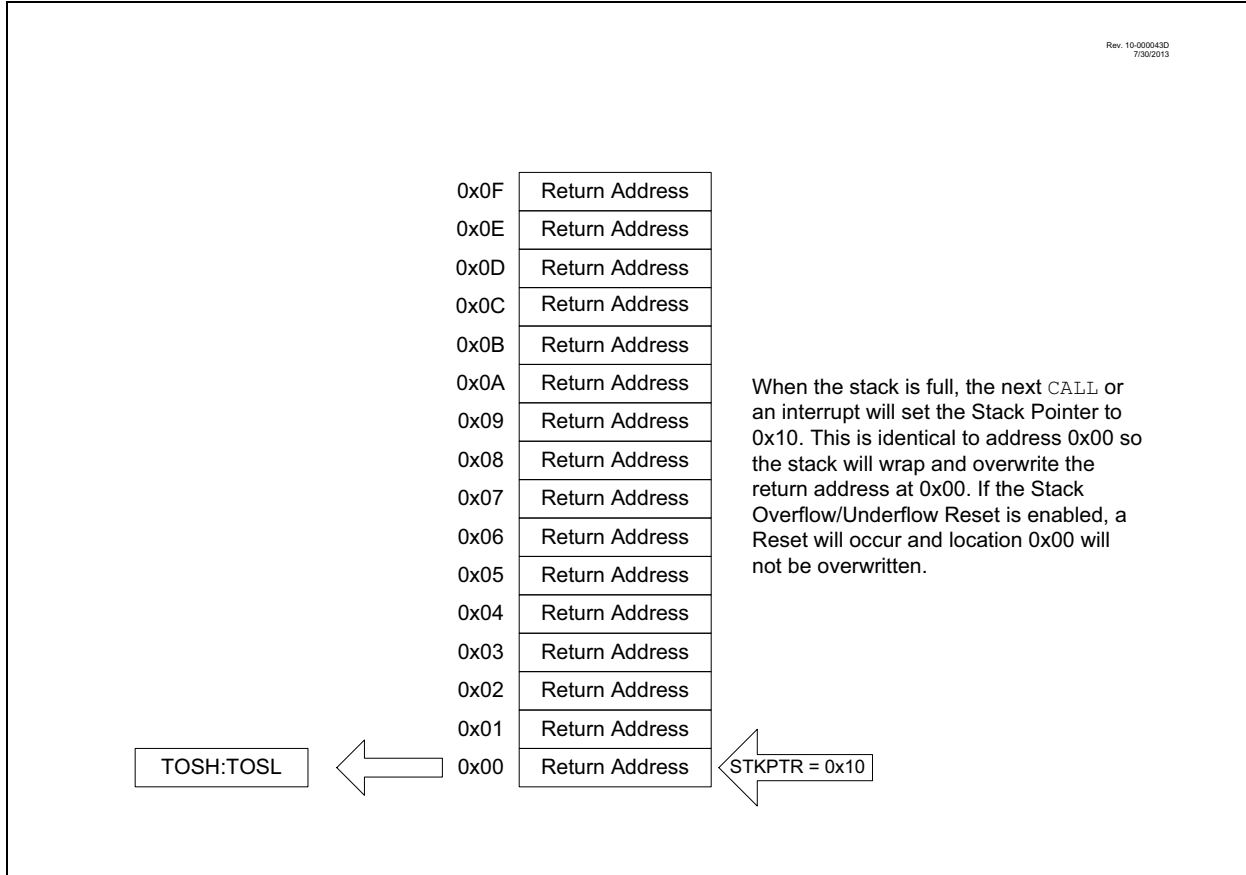 Rev. 10-000043D
7/30/2013
0x0F Return Address
0x0E Return Address
0x0D Return Address
0x0C Return Address
0x0B Return Address
0x0A Return Address
0x09 Return Address
0x08 Return Address
0x07 Return Address
0x06 Return Address
0x05 Return Address
0x04 Return Address
0x03 Return Address
0x02 Return Address
0x01 Return Address
TOSH:TOSL 0x00 Return Address STKPTR = 0x10
When the stack is full, the next CALL or
an interrupt will set the Stack Pointer to
0x10. This is identical to address 0x00 so
the stack will wrap and overwrite the
return address at 0x00. If the Stack
Overflow/Underflow Reset is enabled, a
Reset will occur and location 0x00 will
not be overwritten.